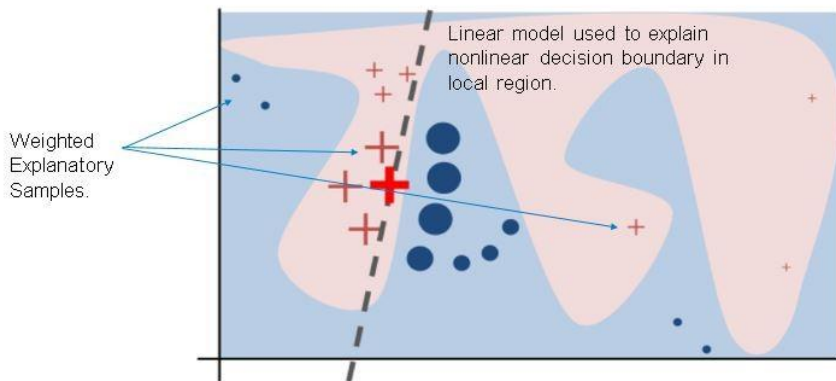 Linear model used to explain
nonlinear decision boundary in
local region.
Weighted
Explanatory
Samples.